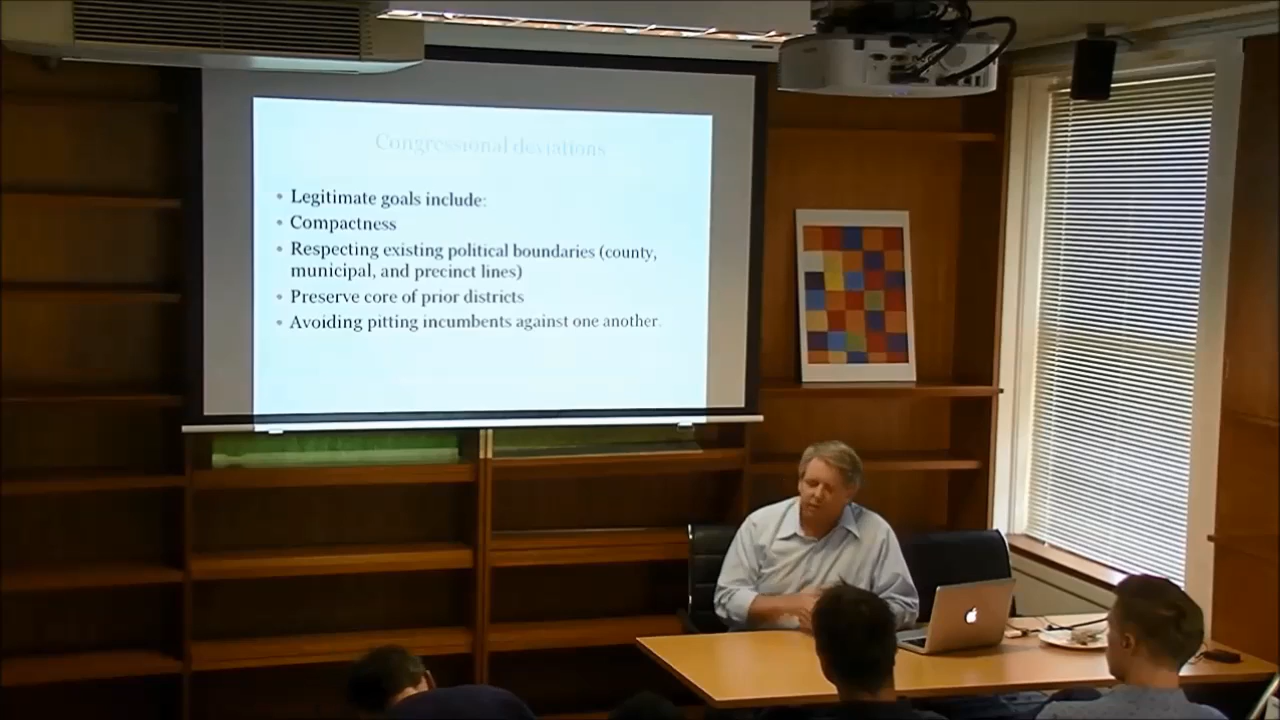 Congressional deviations
• Legitimate goals include:
• Compactness
• Respecting existing political boundaries (county,
municipal, and precinct lines)
• Preserve core of prior districts
• Avoiding pitting incumbents against one another.